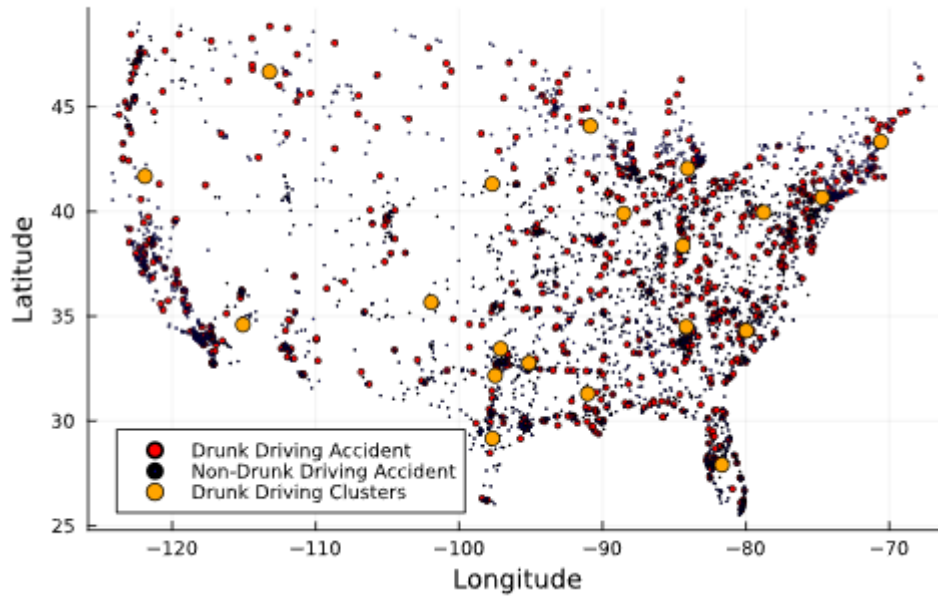 45
40
35
30
25
Latitude
Drunk Driving Accident
Non-Drunk Driving Accident
Drunk Driving Clusters
−120 −110 −100 −90 −80 −70
Longitude